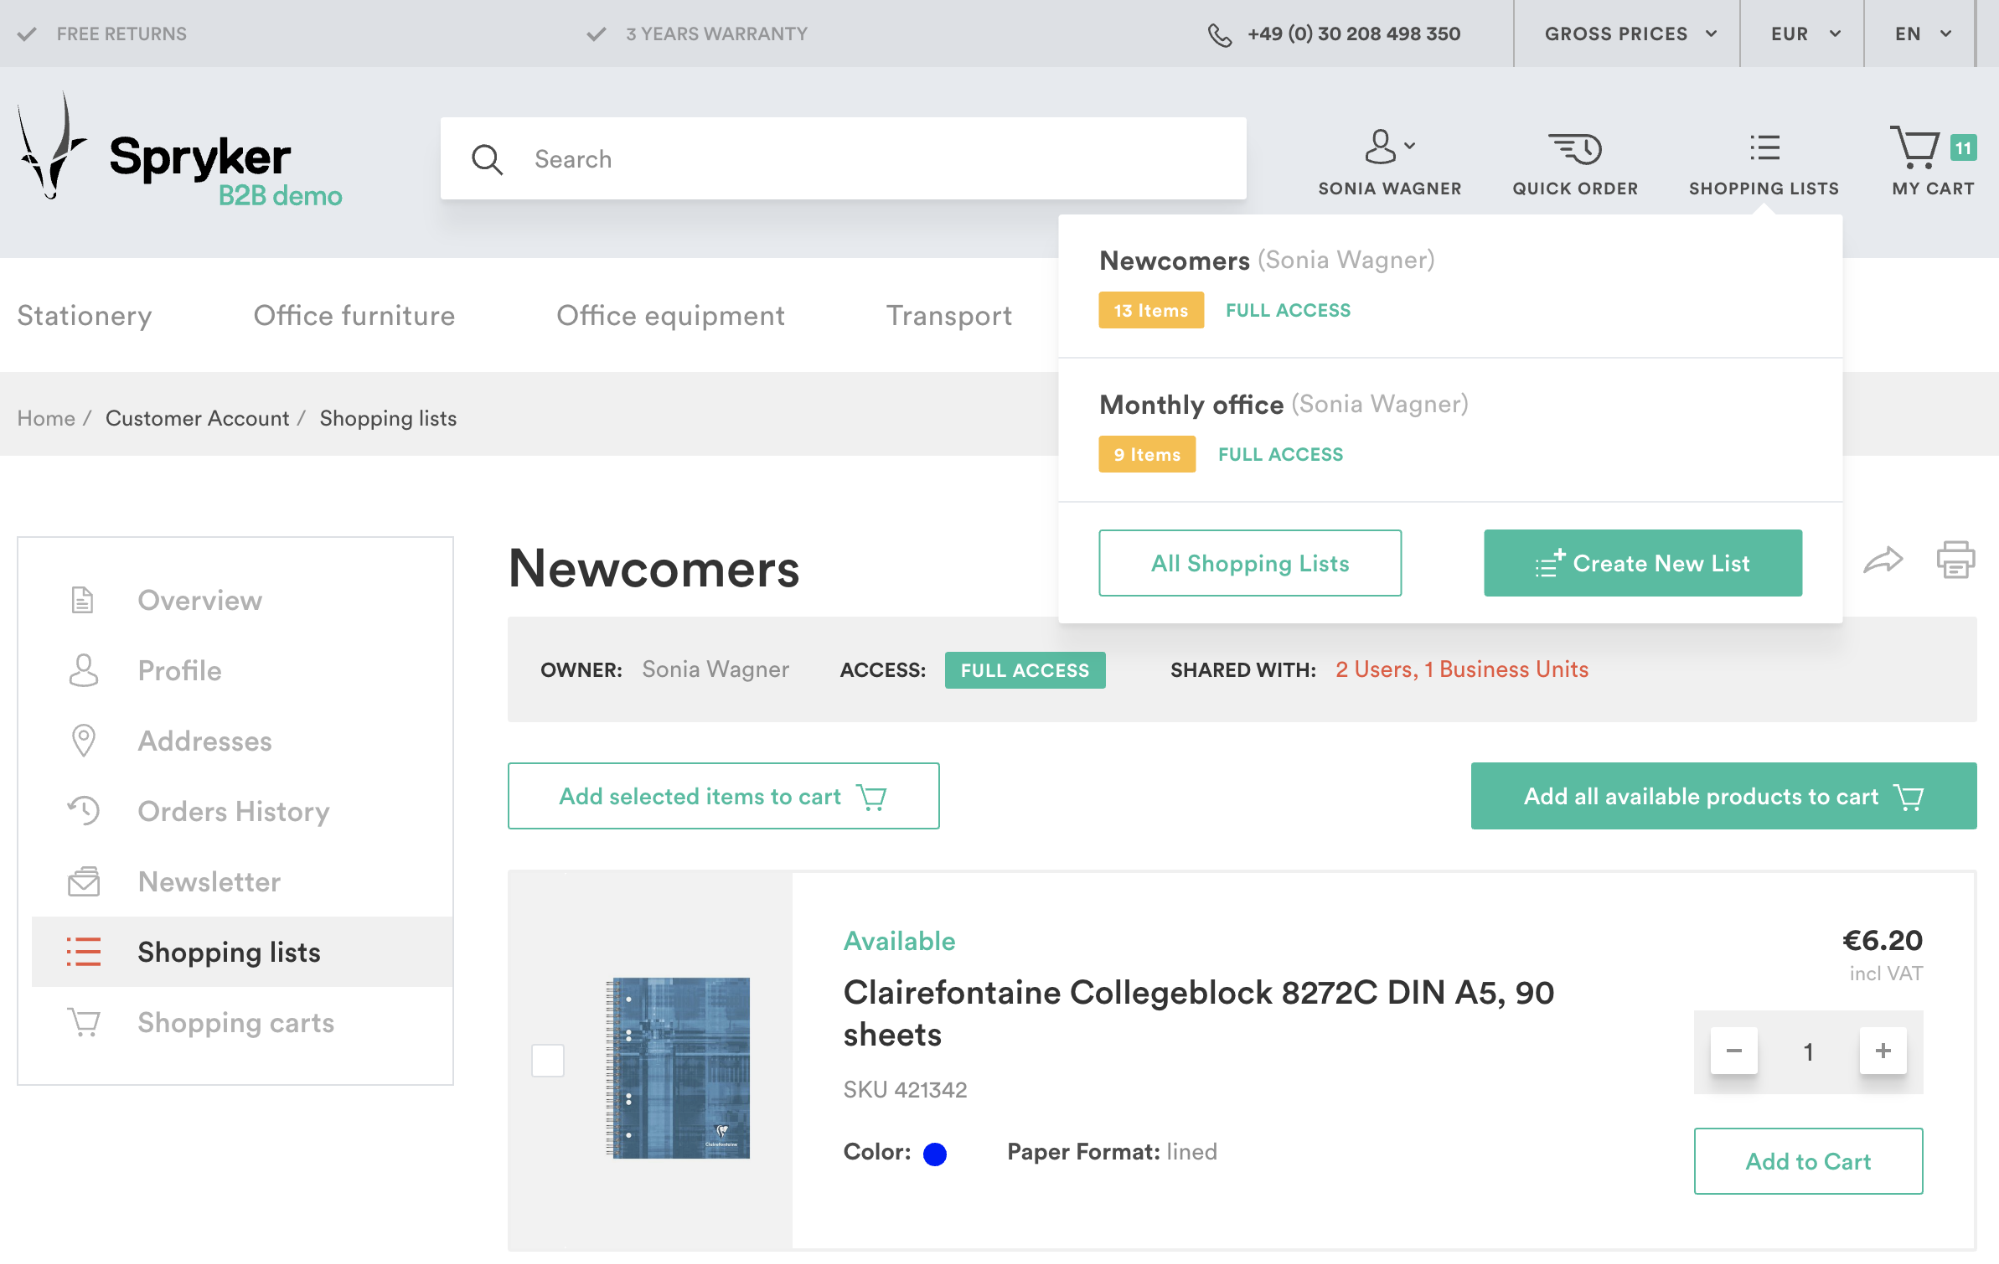 FREE RETURNS
3 YEARS WARRANTY
+49 (0) 30 208 498 350
GROSS PRICES
EUR
EN
Spryker
B2B demo
Search
SONIA WAGNER
QUICK ORDER
SHOPPING LISTS
11
MY CART
Stationery
Office furniture
Office equipment
Transport
Newcomers (Sonia Wagner)
13 Items FULL ACCESS
Monthly office (Sonia Wagner)
9 Items FULL ACCESS
All Shopping Lists
Create New List
Home / Customer Account / Shopping lists
Overview
Profile
Addresses
Orders History
Newsletter
Shopping lists
Shopping carts
Newcomers
OWNER: Sonia Wagner ACCESS: FULL ACCESS SHARED WITH: 2 Users, 1 Business Units
Add selected items to cart
Add all available products to cart
Clairefontaine
Available
Clairefontaine Collegeblock 8272C DIN A5, 90
sheets
SKU 421342
Color:
Paper Format: lined
€6.20
incl VAT
− 1 +
Add to Cart